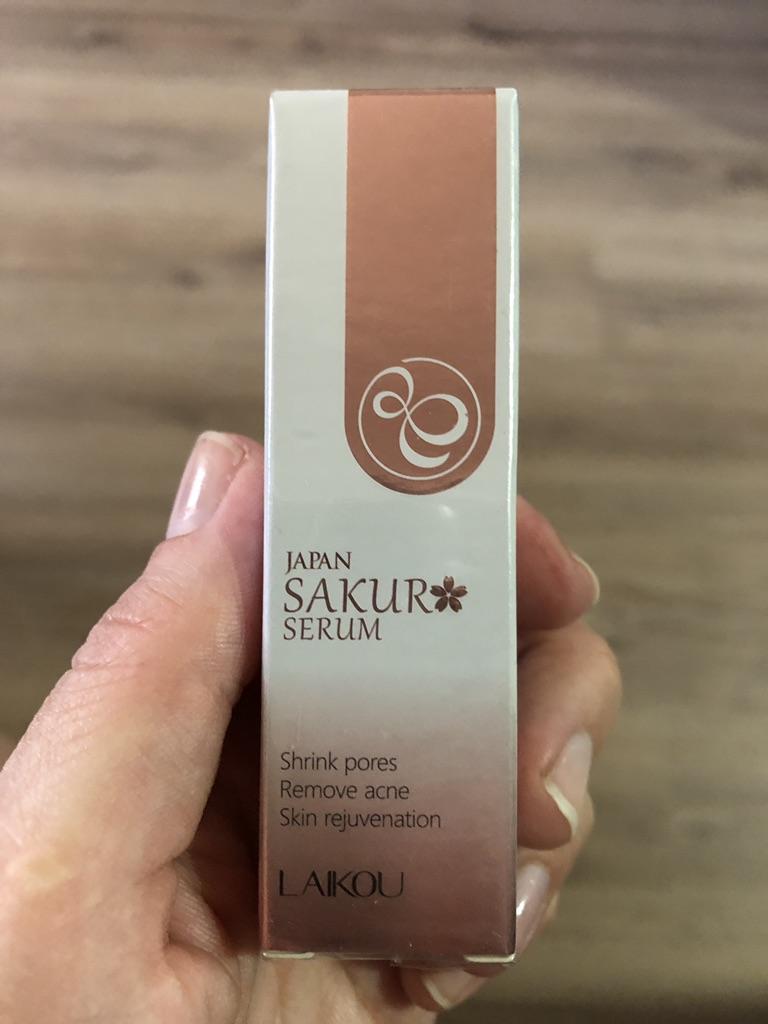 JAPAN
SAKUR
SERUM
Shrink pores
Remove acne
Skin rejuvenation
LAIKOU